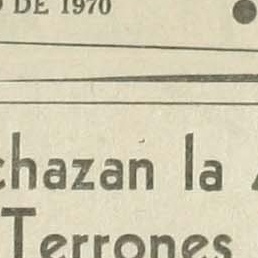 DE 1970
chazan la
Terrones